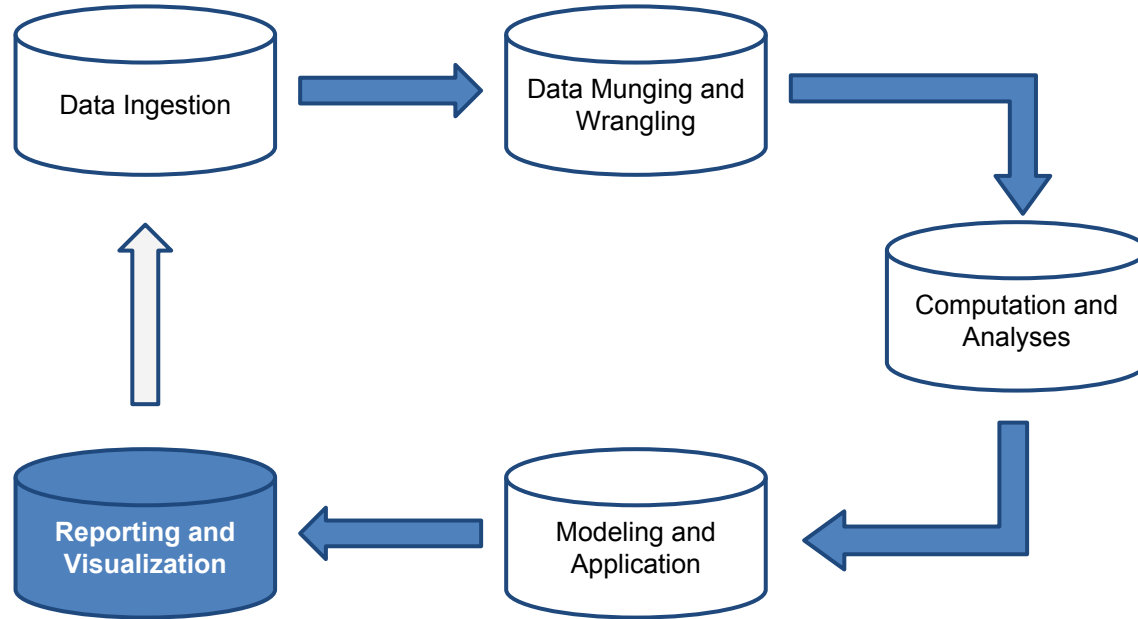 Data Ingestion
Data Munging and
Wrangling
Computation and
Analyses
Modeling and
Application
Reporting and
Visualization